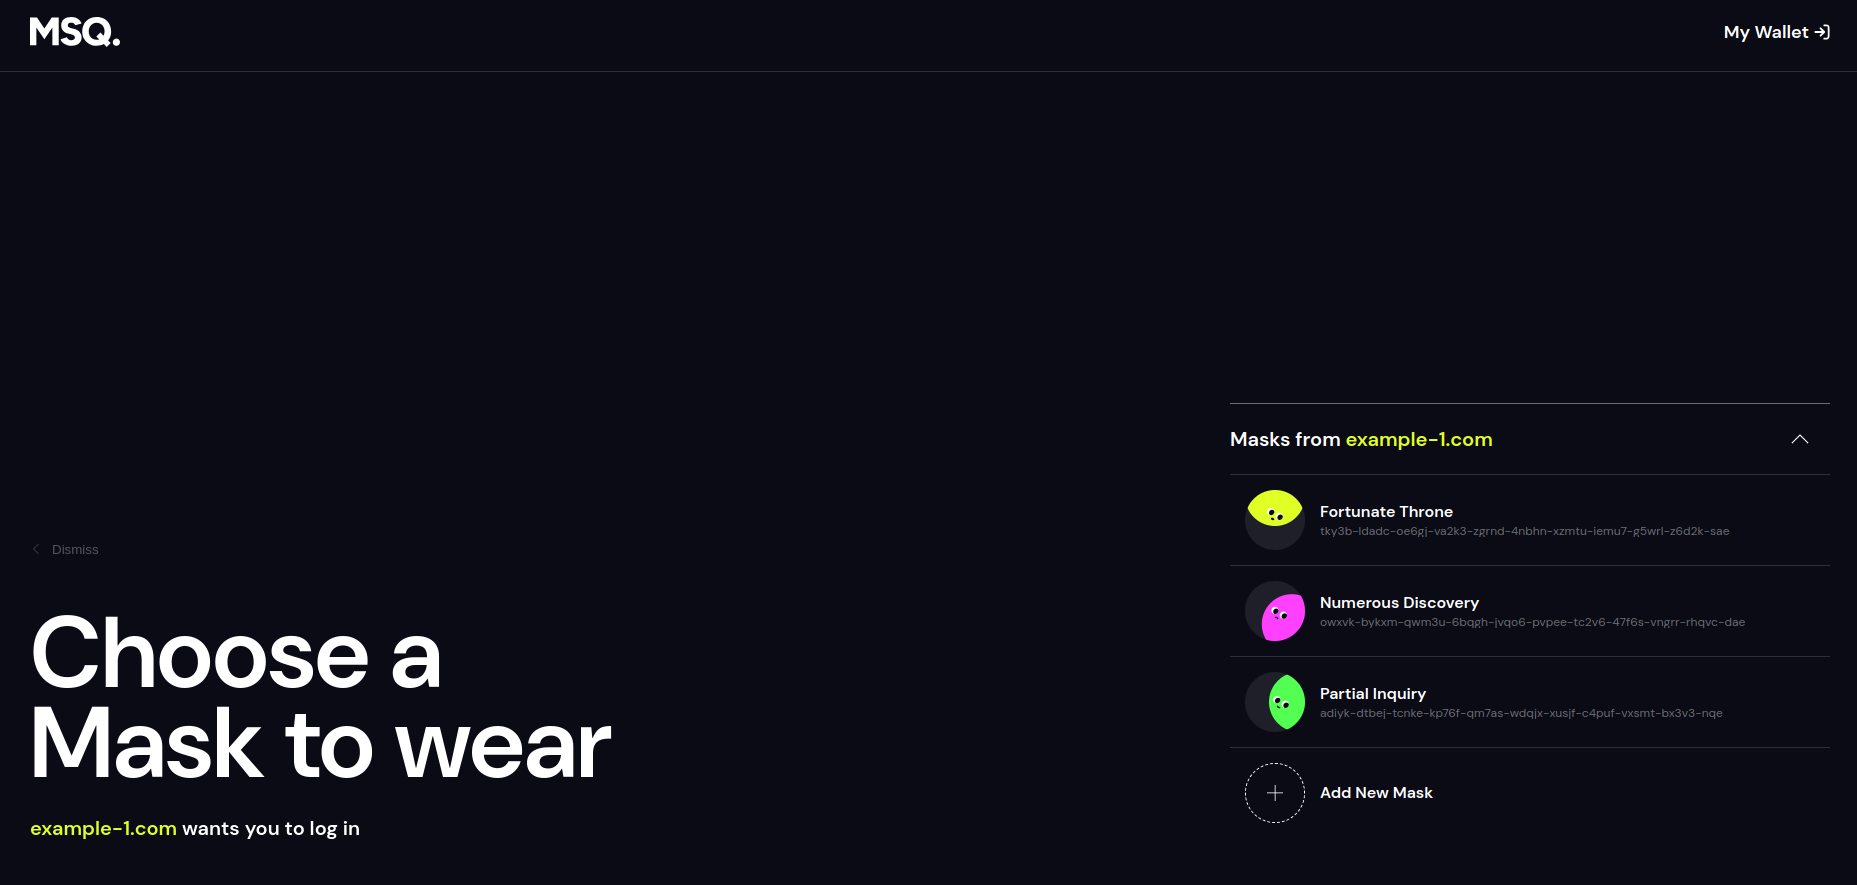 MSQ.
My Wallet
Dismiss
Choose a
Mask to wear
example-1.com wants you to log in
Masks from example-1.com
Fortunate Throne
tky3b-ldadc-oe6gj-va2k3-zgrnd-4nbhn-xzmtu-iemu7-g5wrl-z6d2k-sae
Numerous Discovery
owxvk-bykxm-qwm3u-6bqgh-jvqo6-pvpee-tc2v6-47f6s-vngrr-rhqvc-dae
Partial Inquiry
adiyk-dtbej-tcnke-kp76f-qm7as-wdqjx-xusjf-c4puf-vxsmt-bx3v3-nqe
Add New Mask